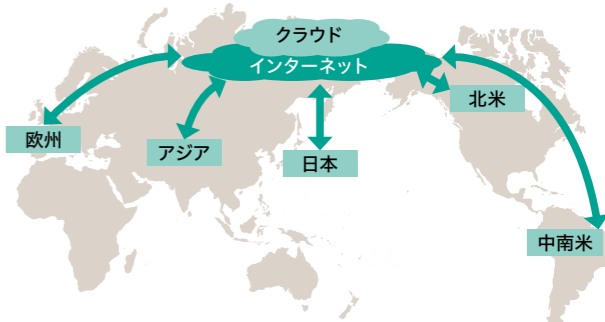 クラウド
インターネット
欧州
アジア
日本
北米
中南米